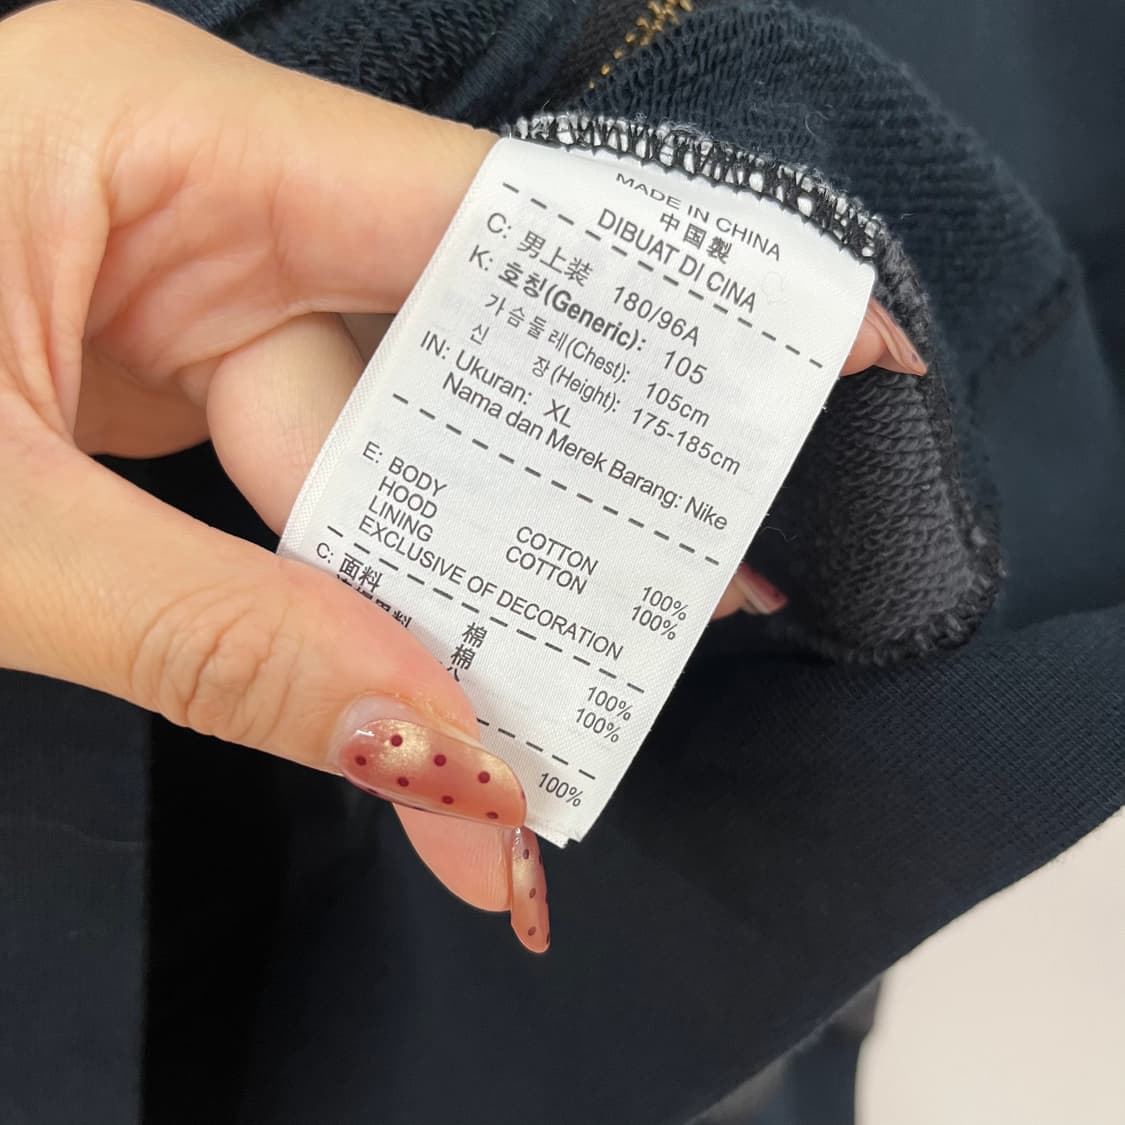 MADE IN CHINA
中国製
DIBUAT DI CINA
C: 男上装 180/96A
K: 호칭(Generic): 105
가슴둘레(Chest): 105cm
신 장(Height): 175-185cm
IN: Ukuran: XL
Nama dan Merek Barang: Nike
E: BODY COTTON 100%
HOOD COTTON 100%
LINING
EXCLUSIVE OF DECORATION
C: 面料 棉 100%
棉 100%
100%